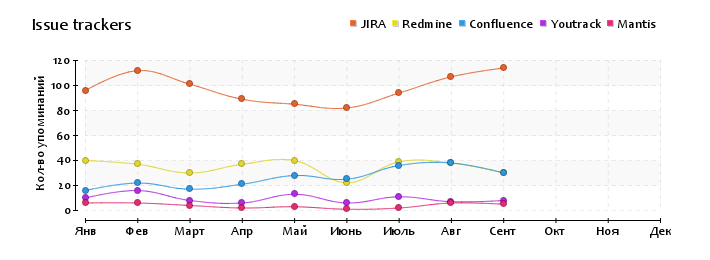 Issue trackers
JIRA Redmine Confluence Youtrack Mantis
Кол-во упоминаний
120
100
80
60
40
20
0
Янв Фев Март Апр Май Июнь Июль Авг Сент Окт Ноя Дек